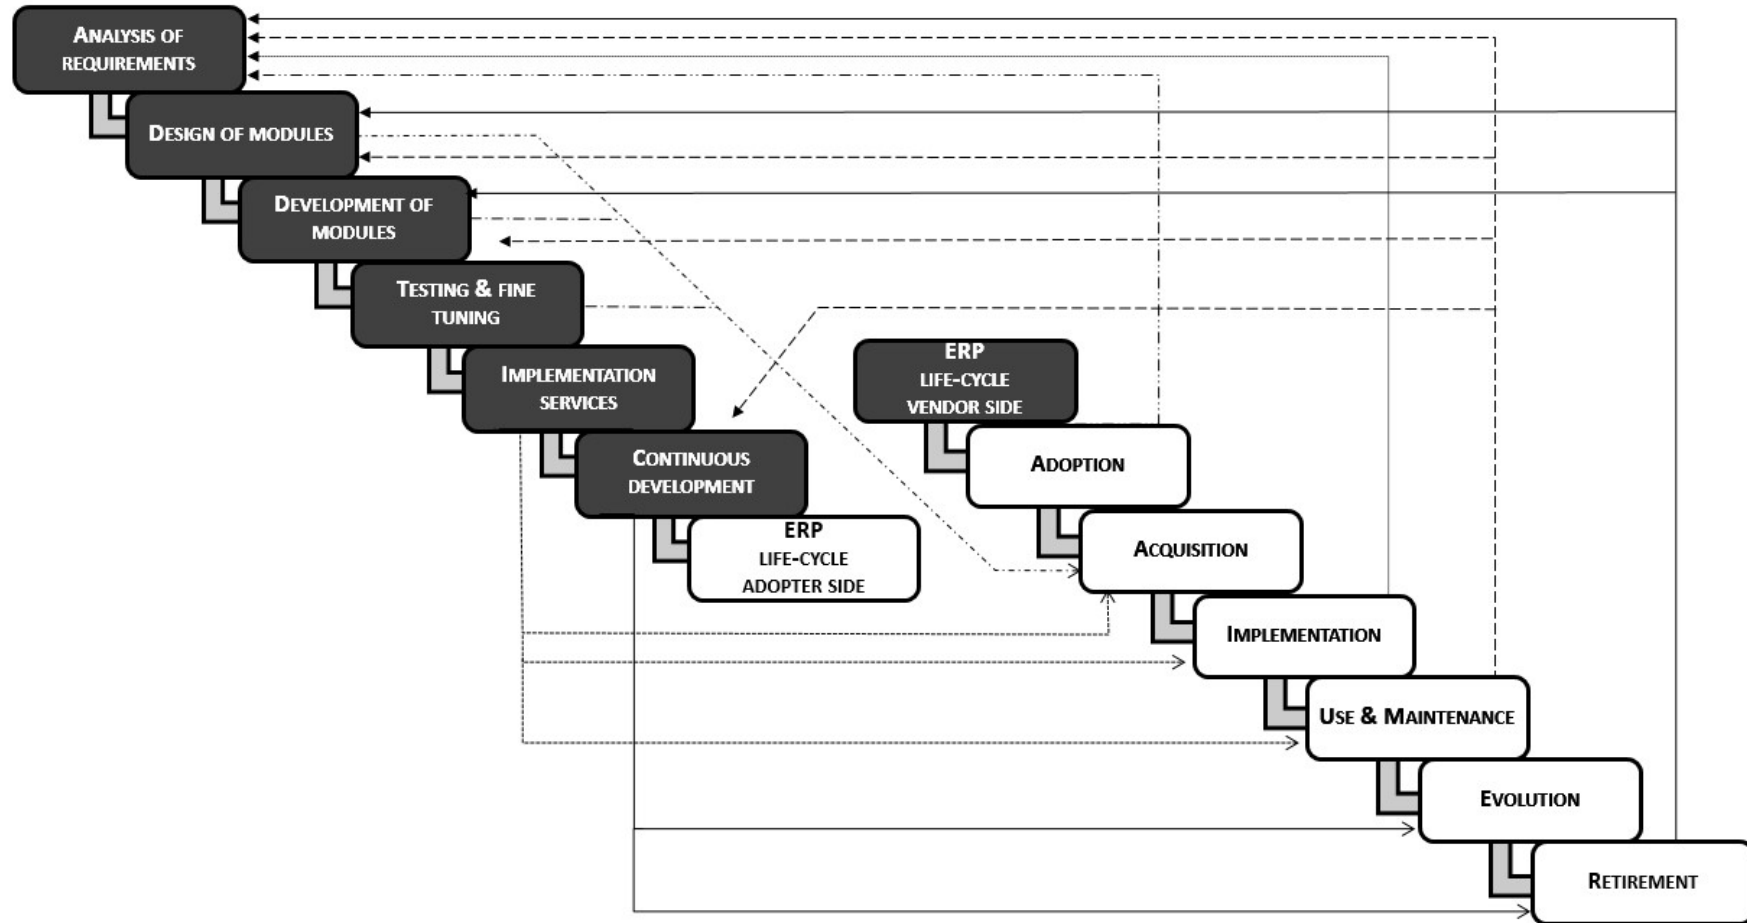 ANALYSIS OF
REQUIREMENTS
DESIGN OF MODULES
DEVELOPMENT OF
MODULES
TESTING & FINE
TUNING
IMPLEMENTATION
SERVICES
CONTINUOUS
DEVELOPMENT
ERP
LIFE-CYCLE
ADOPTER SIDE
ERP
LIFE-CYCLE
VENDOR SIDE
ADOPTION
ACQUISITION
IMPLEMENTATION
USE & MAINTENANCE
EVOLUTION
RETIREMENT